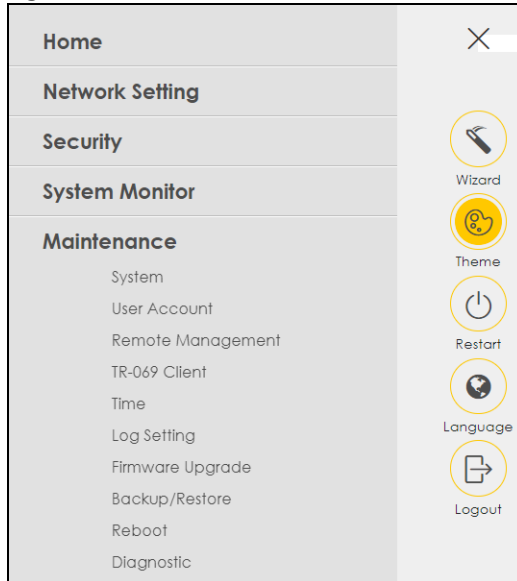 Home
Network Setting
Security
System Monitor
Maintenance
System
User Account
Remote Management
TR-069 Client
Time
Log Setting
Firmware Upgrade
Backup/Restore
Reboot
Diagnostic
Wizard
Theme
Restart
Language
Logout